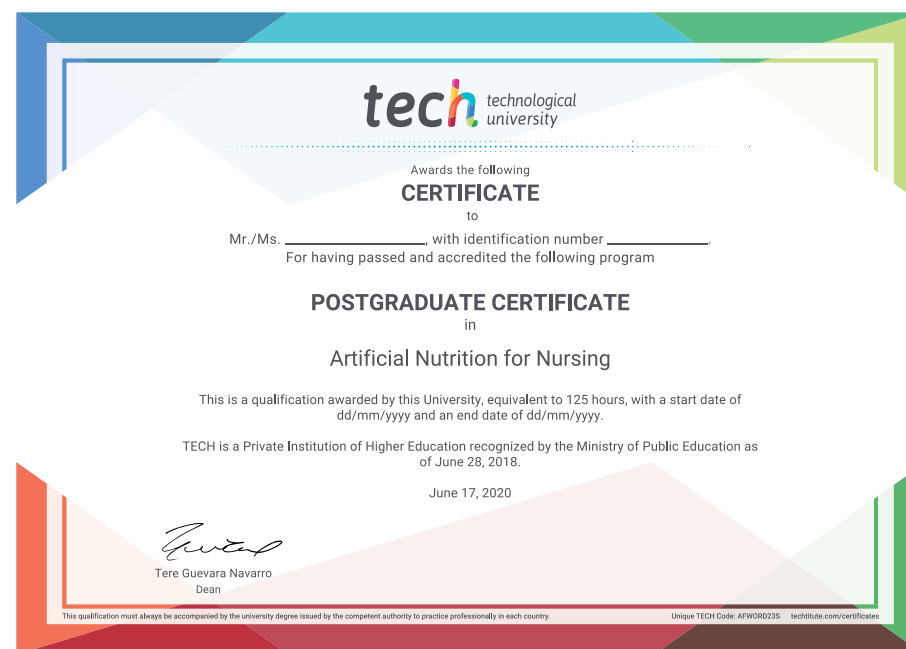 tech technological
university
Awards the following
CERTIFICATE
to
Mr./Ms. ____________, with identification number ____________.
For having passed and accredited the following program
POSTGRADUATE CERTIFICATE
in
Artificial Nutrition for Nursing
This is a qualification awarded by this University, equivalent to 125 hours, with a start date of
dd/mm/yyyy and an end date of dd/mm/yyyy.
TECH is a Private Institution of Higher Education recognized by the Ministry of Public Education as
of June 28, 2018.
June 17, 2020
Tere Guevara Navarro
Dean
This qualification must always be accompanied by the university degree issued by the competent authority to practice professionally in each country. Unique TECH Code: AFWORD23S techtitute.com/certificates